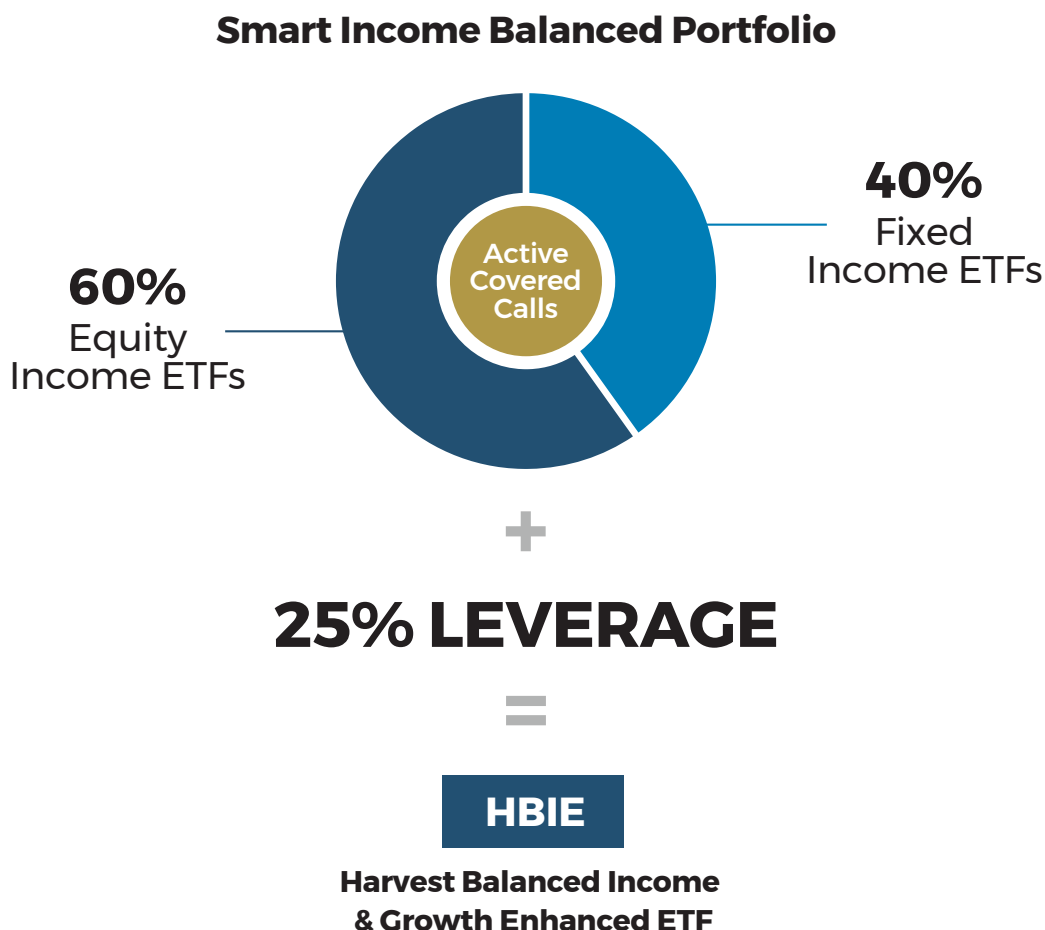 Smart Income Balanced Portfolio
40%
Fixed
Income ETFs
Active
Covered
Calls
60%
Equity
Income ETFs
+
25% LEVERAGE
=
HBIE
Harvest Balanced Income
& Growth Enhanced ETF